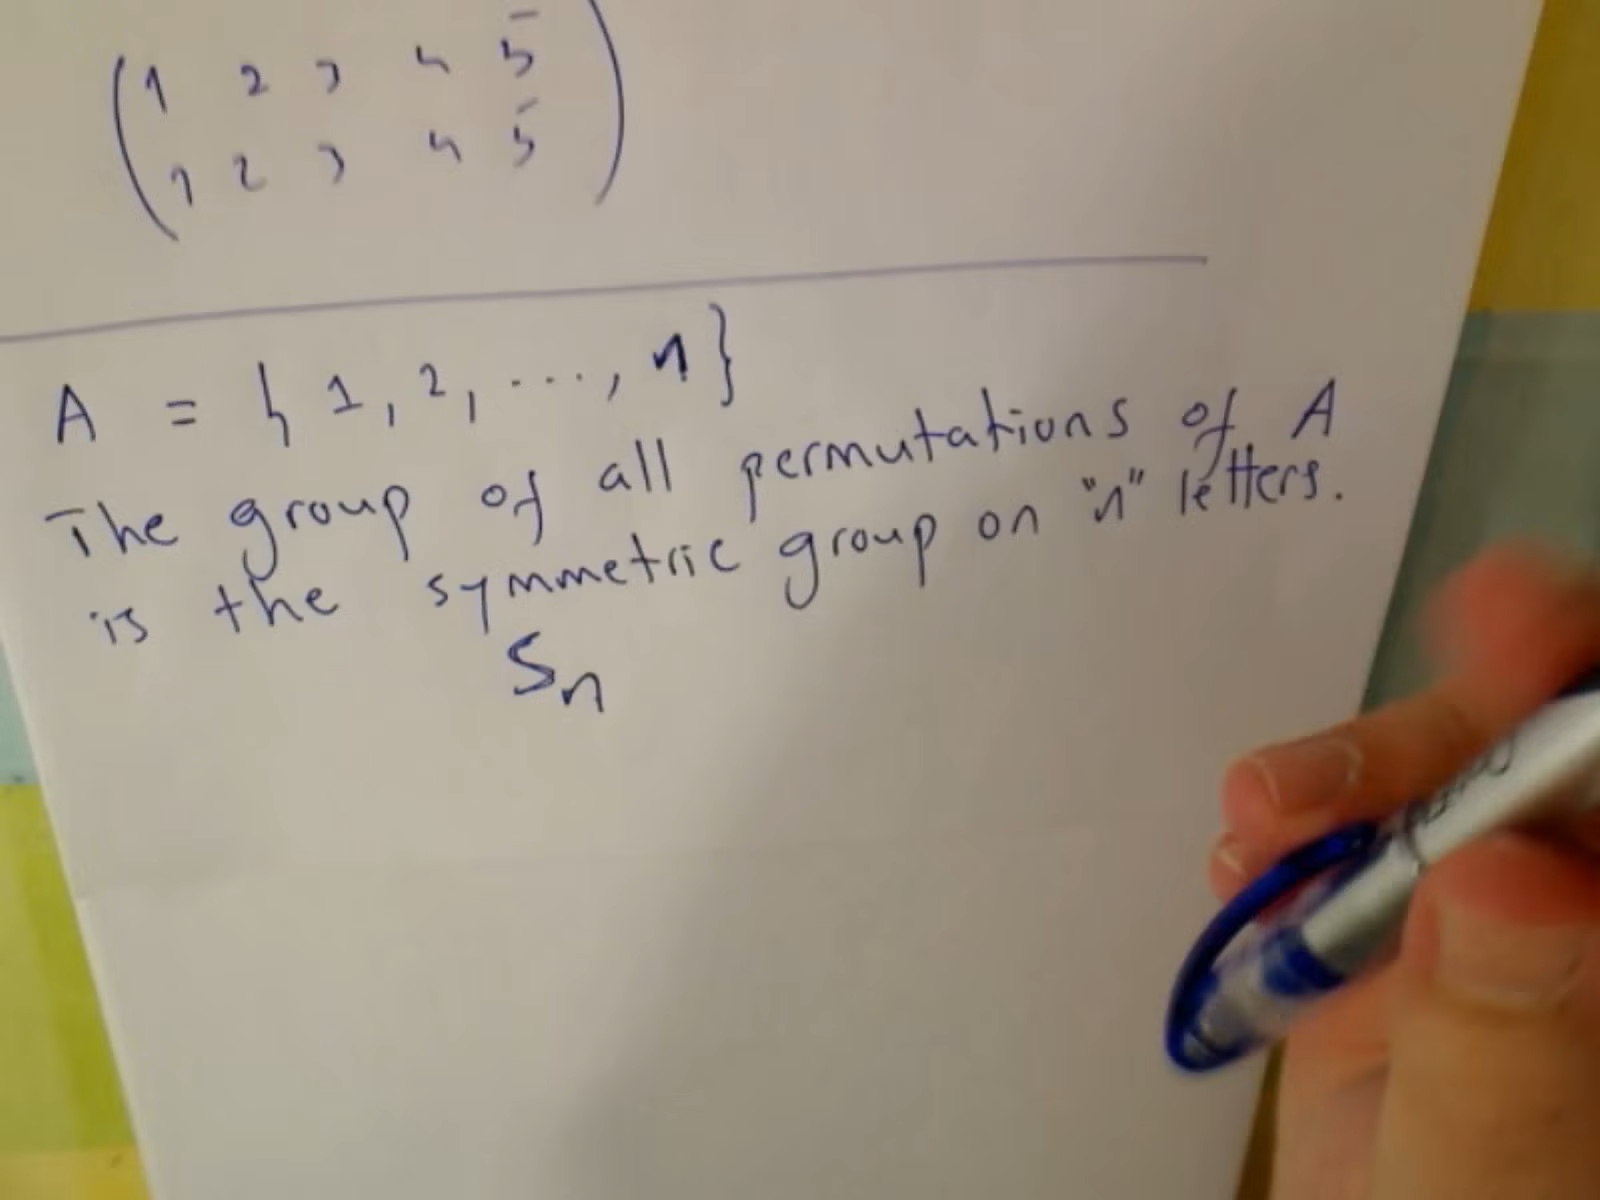 1 2 3 4 5
1 2 3 4 5
A = { 1, 2, ..., n }
The group of all permutations of A
is the symmetric group on "n" letters.
Sn